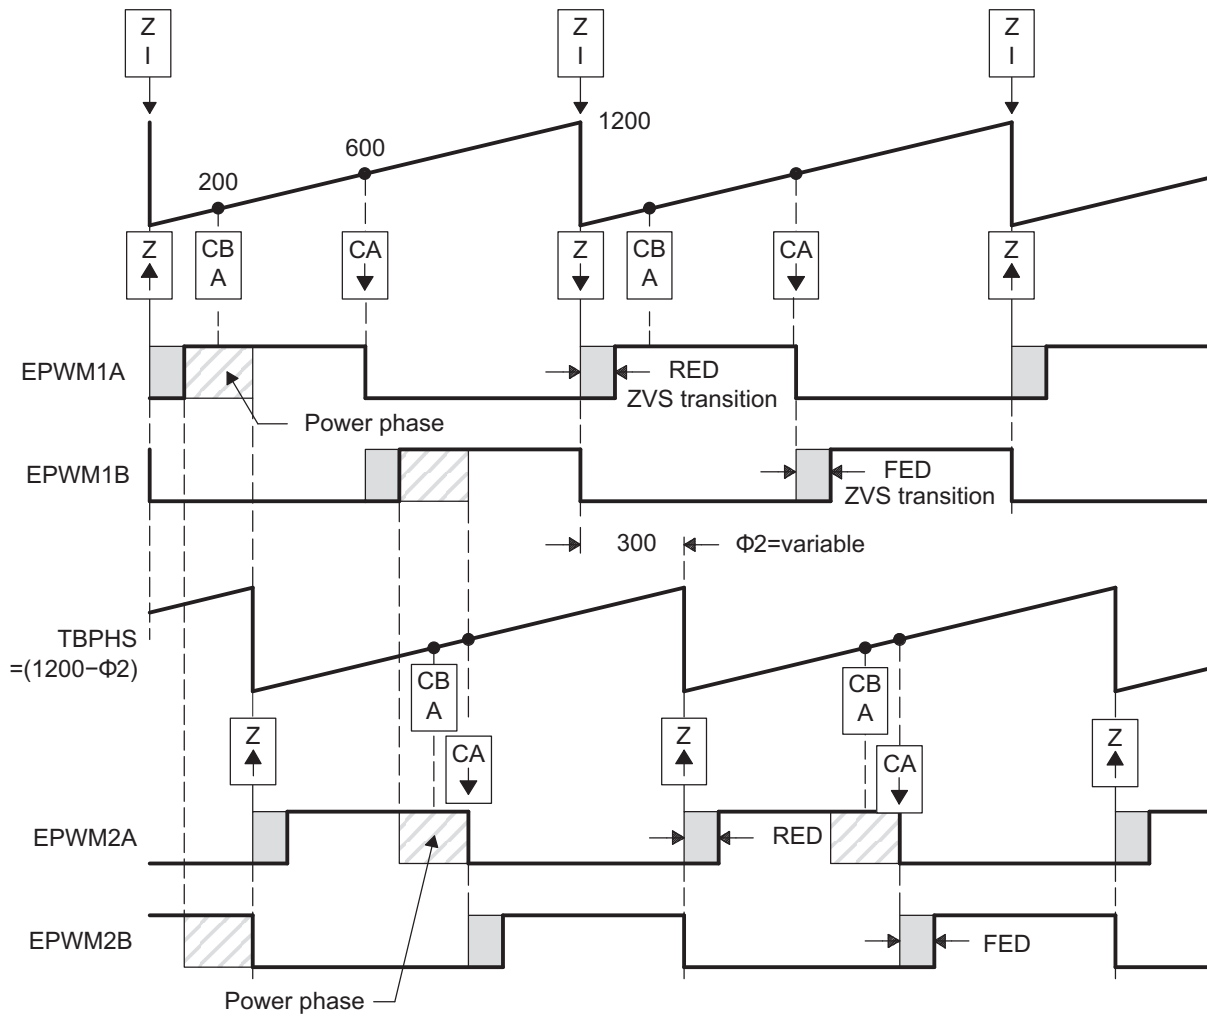 Z
I
Z
I
Z
I
1200
600
200
Z
CB
A
CA
Z
CB
A
CA
Z
EPWM1A
RED
ZVS transition
Power phase
EPWM1B
FED
ZVS transition
300
Φ2=variable
TBPHS
=(1200−Φ2)
CB
A
CB
A
Z
CA
Z
CA
Z
EPWM2A
RED
EPWM2B
FED
Power phase